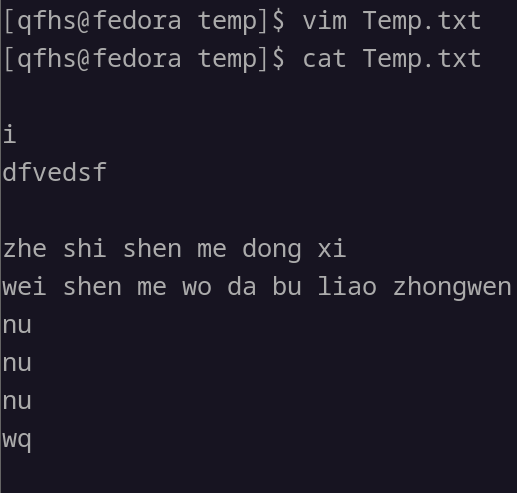 [qfhs@fedora temp]$ vim Temp.txt
[qfhs@fedora temp]$ cat Temp.txt
i
dfvedsf
zhe shi shen me dong xi
wei shen me wo da bu liao zhongwen
nu
nu
nu
wq